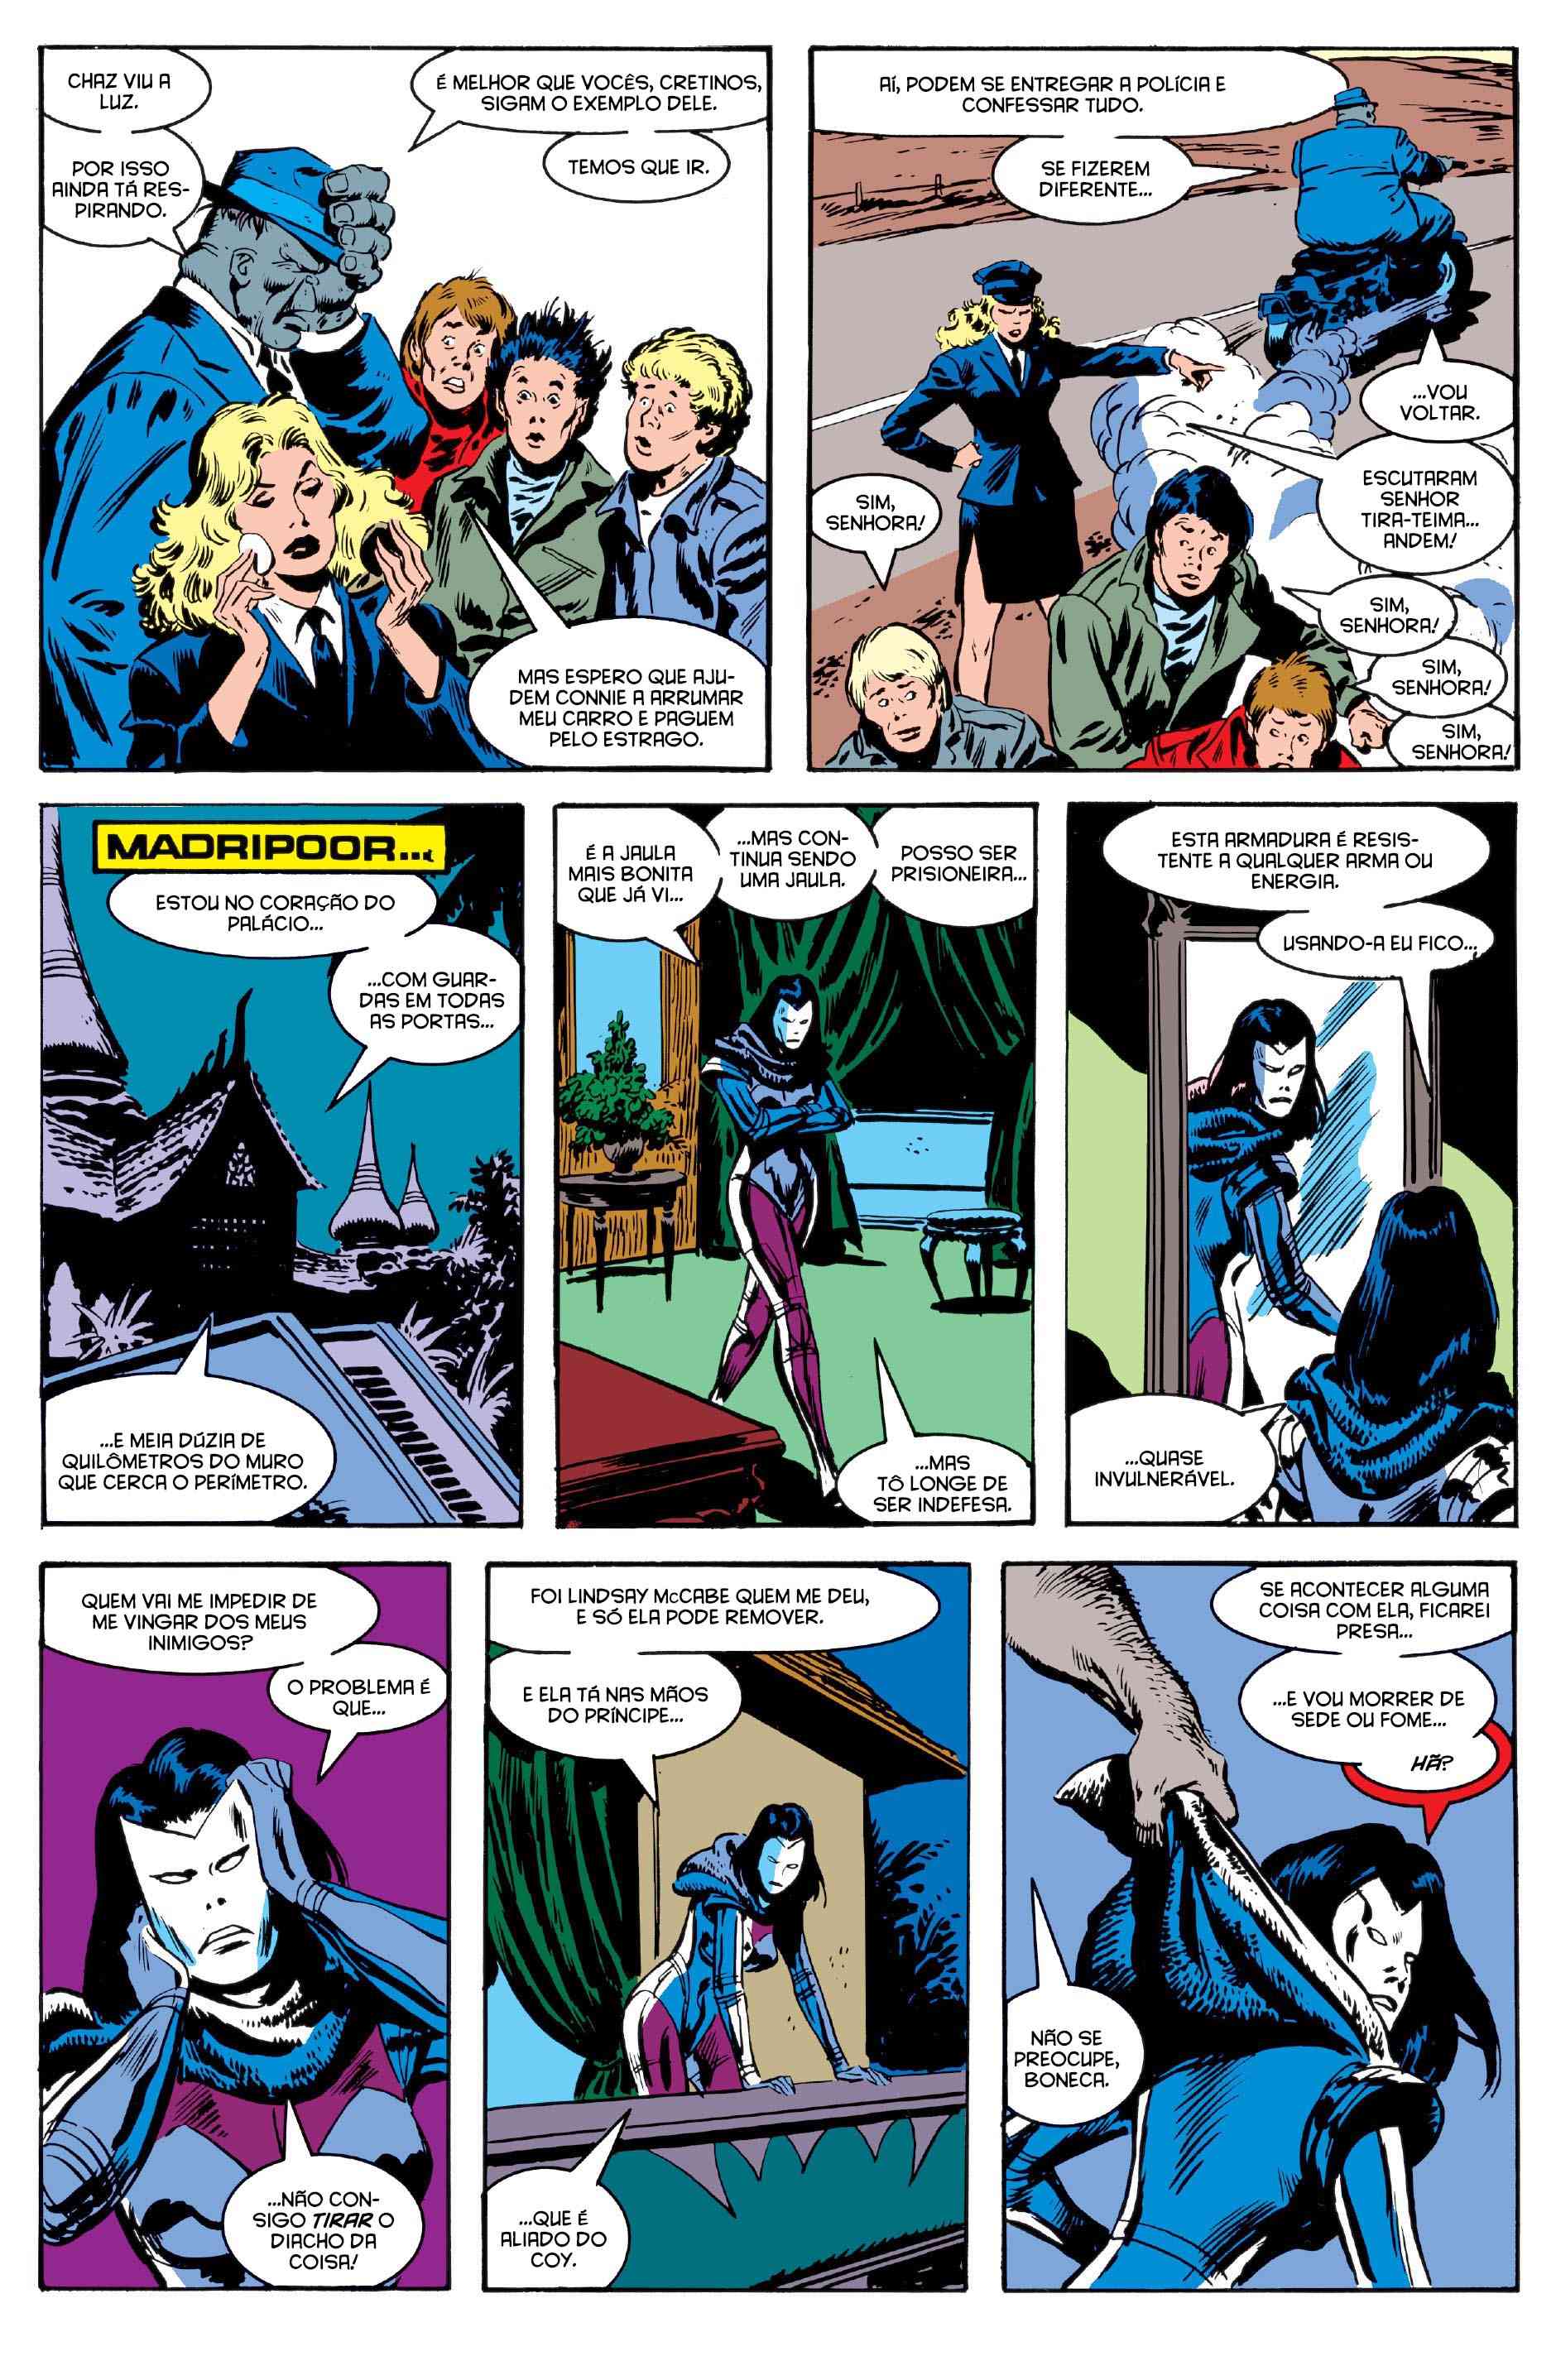 CHAZ VIU A
LUZ.
POR ISSO
AINDA TÁ RES-
PIRANDO.
É MELHOR QUE VOCÊS, CRETINOS,
SIGAM O EXEMPLO DELE.
TEMOS QUE IR.
MAS ESPERO QUE AJU-
DEM CONNIE A ARRUMAR
MEU CARRO E PAGUEM
PELO ESTRAGO.
AÍ, PODEM SE ENTREGAR A POLÍCIA E
CONFESSAR TUDO.
SE FIZEREM
DIFERENTE...
...VOU
VOLTAR.
ESCUTARAM
SENHOR
TIRA-TEIMA...
ANDEM!
SIM,
SENHORA!
SIM,
SENHORA!
SIM,
SENHORA!
SIM,
SENHORA!
MADRIPOOR...
ESTOU NO CORAÇÃO DO
PALÁCIO...
...COM GUAR-
DAS EM TODAS
AS PORTAS...
...E MEIA DÚZIA DE
QUILÔMETROS DO MURO
QUE CERCA O PERÍMETRO.
É A JAULA
MAIS BONITA
QUE JÁ VI...
...MAS CON-
TINUA SENDO
UMA JAULA.
POSSO SER
PRISIONEIRA...
...MAS
TÔ LONGE DE
SER INDEFESA.
ESTA ARMADURA É RESIS-
TENTE A QUALQUER ARMA OU
ENERGIA.
USANDO-A EU FICO...
...QUASE
INVULNERÁVEL.
QUEM VAI ME IMPEDIR DE
ME VINGAR DOS MEUS
INIMIGOS?
O PROBLEMA É
QUE...
...NÃO CON-
SIGO TIRAR O
DIACHO DA
COISA!
FOI LINDSAY McCABE QUEM ME DEU,
E SÓ ELA PODE REMOVER.
E ELA TÁ NAS MÃOS
DO PRÍNCIPE...
...QUE É
ALIADO DO
COY.
SE ACONTECER ALGUMA
COISA COM ELA, FICAREI
PRESA...
...E VOU MORRER DE
SEDE OU FOME...
HÃ?
NÃO SE
PREOCUPE,
BONECA.